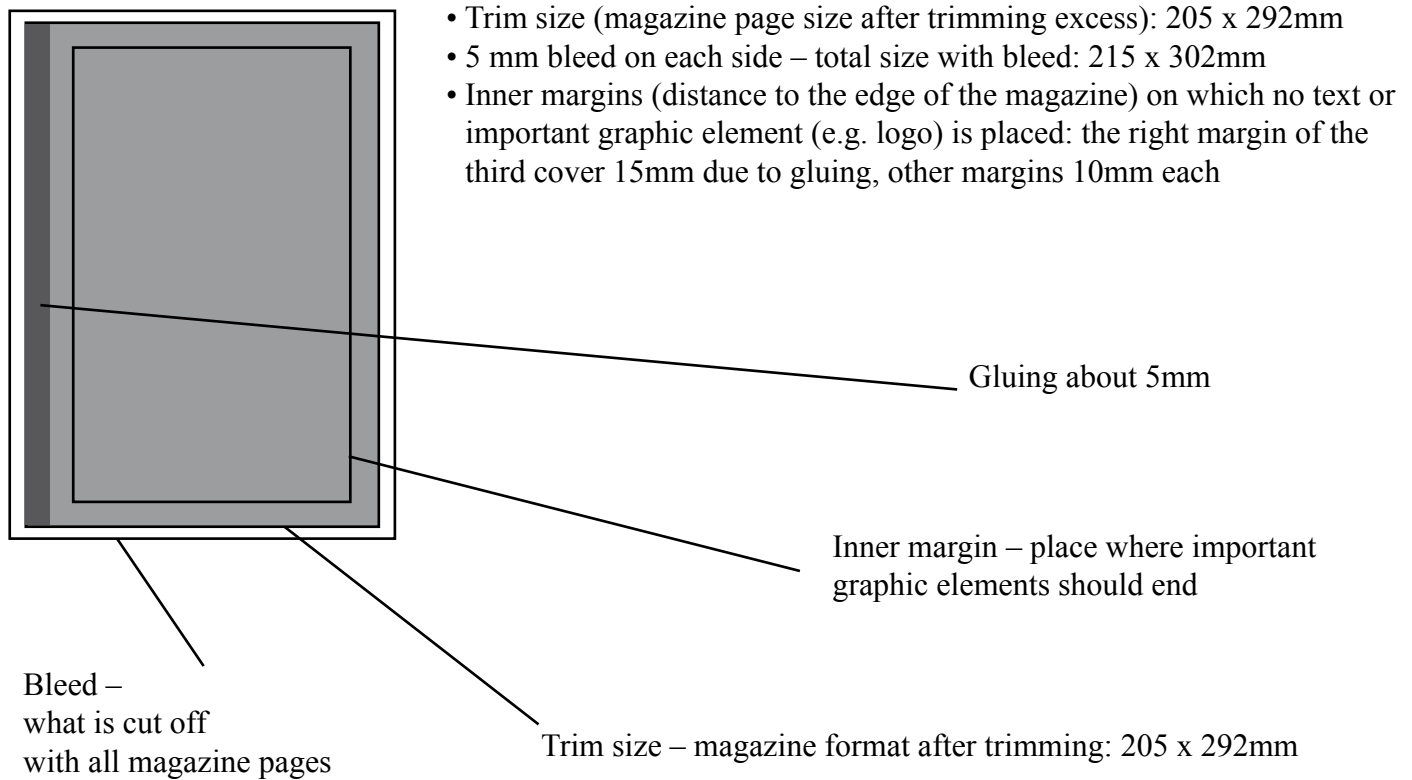 • Trim size (magazine page size after trimming excess): 205 x 292mm
• 5 mm bleed on each side – total size with bleed: 215 x 302mm
• Inner margins (distance to the edge of the magazine) on which no text or
important graphic element (e.g. logo) is placed: the right margin of the
third cover 15mm due to gluing, other margins 10mm each
Gluing about 5mm
Inner margin – place where important
graphic elements should end
Bleed –
what is cut off
with all magazine pages
Trim size – magazine format after trimming: 205 x 292mm